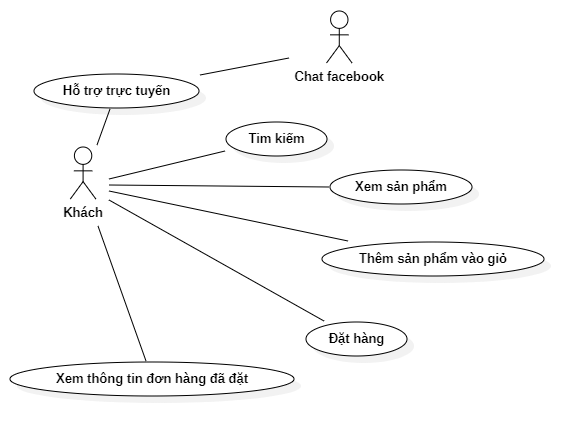 Chat facebook
Hỗ trợ trực tuyến
Tim kiếm
Xem sản phẩm
Khách
Thêm sản phẩm vào giỏ
Đặt hàng
Xem thông tin đơn hàng đã đặt